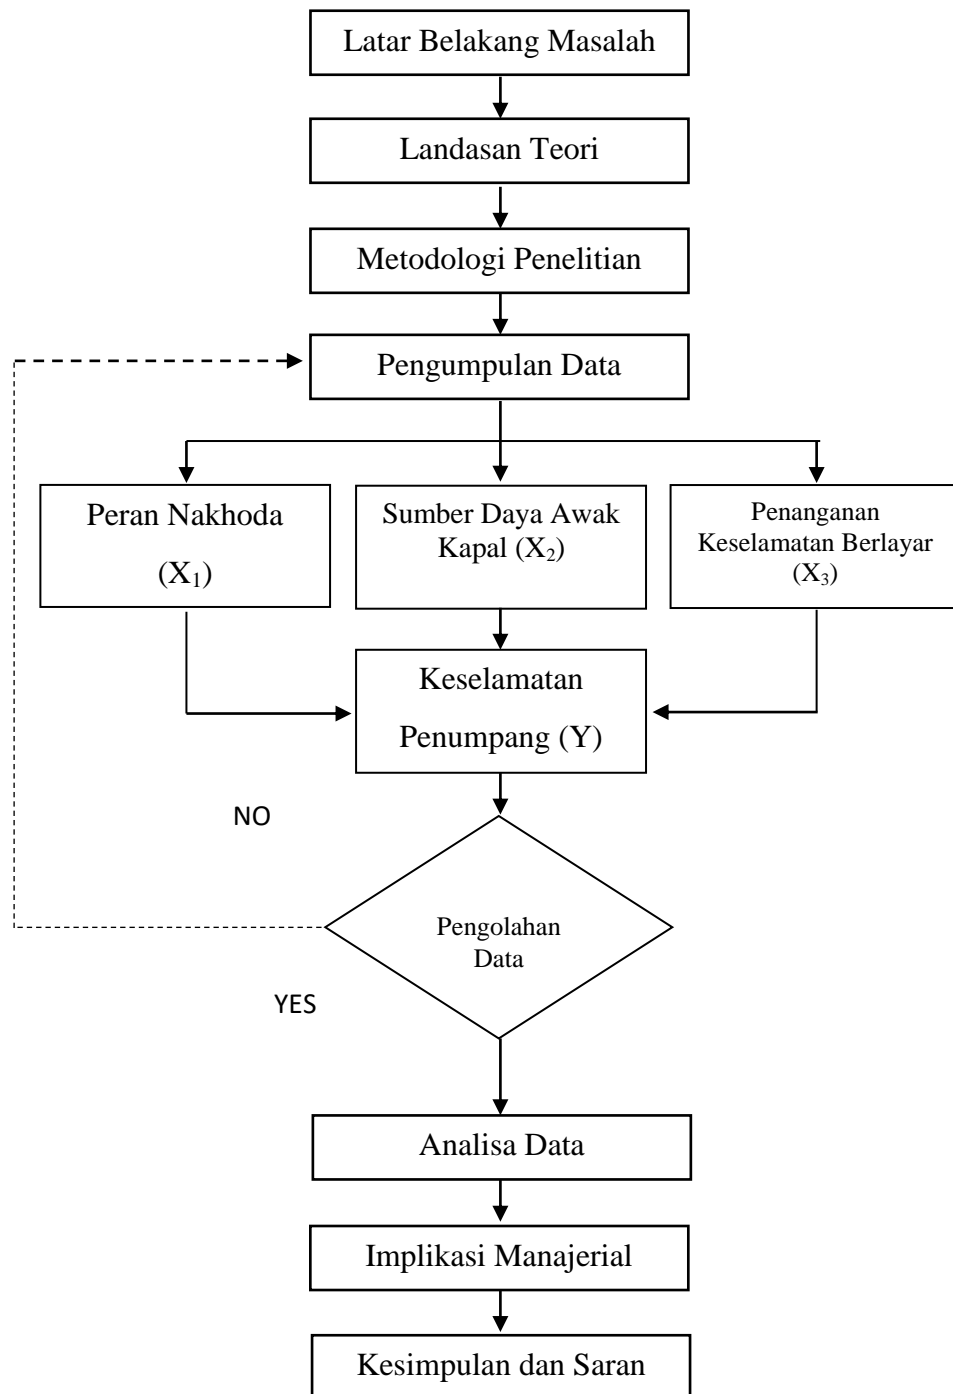 Latar Belakang Masalah
Landasan Teori
Metodologi Penelitian
Pengumpulan Data
Peran Nakhoda
(X₁)
Sumber Daya Awak
Kapal (X₂)
Penanganan
Keselamatan Berlayar
(X₃)
Keselamatan
Penumpang (Y)
NO
Pengolahan
Data
YES
Analisa Data
Implikasi Manajerial
Kesimpulan dan Saran